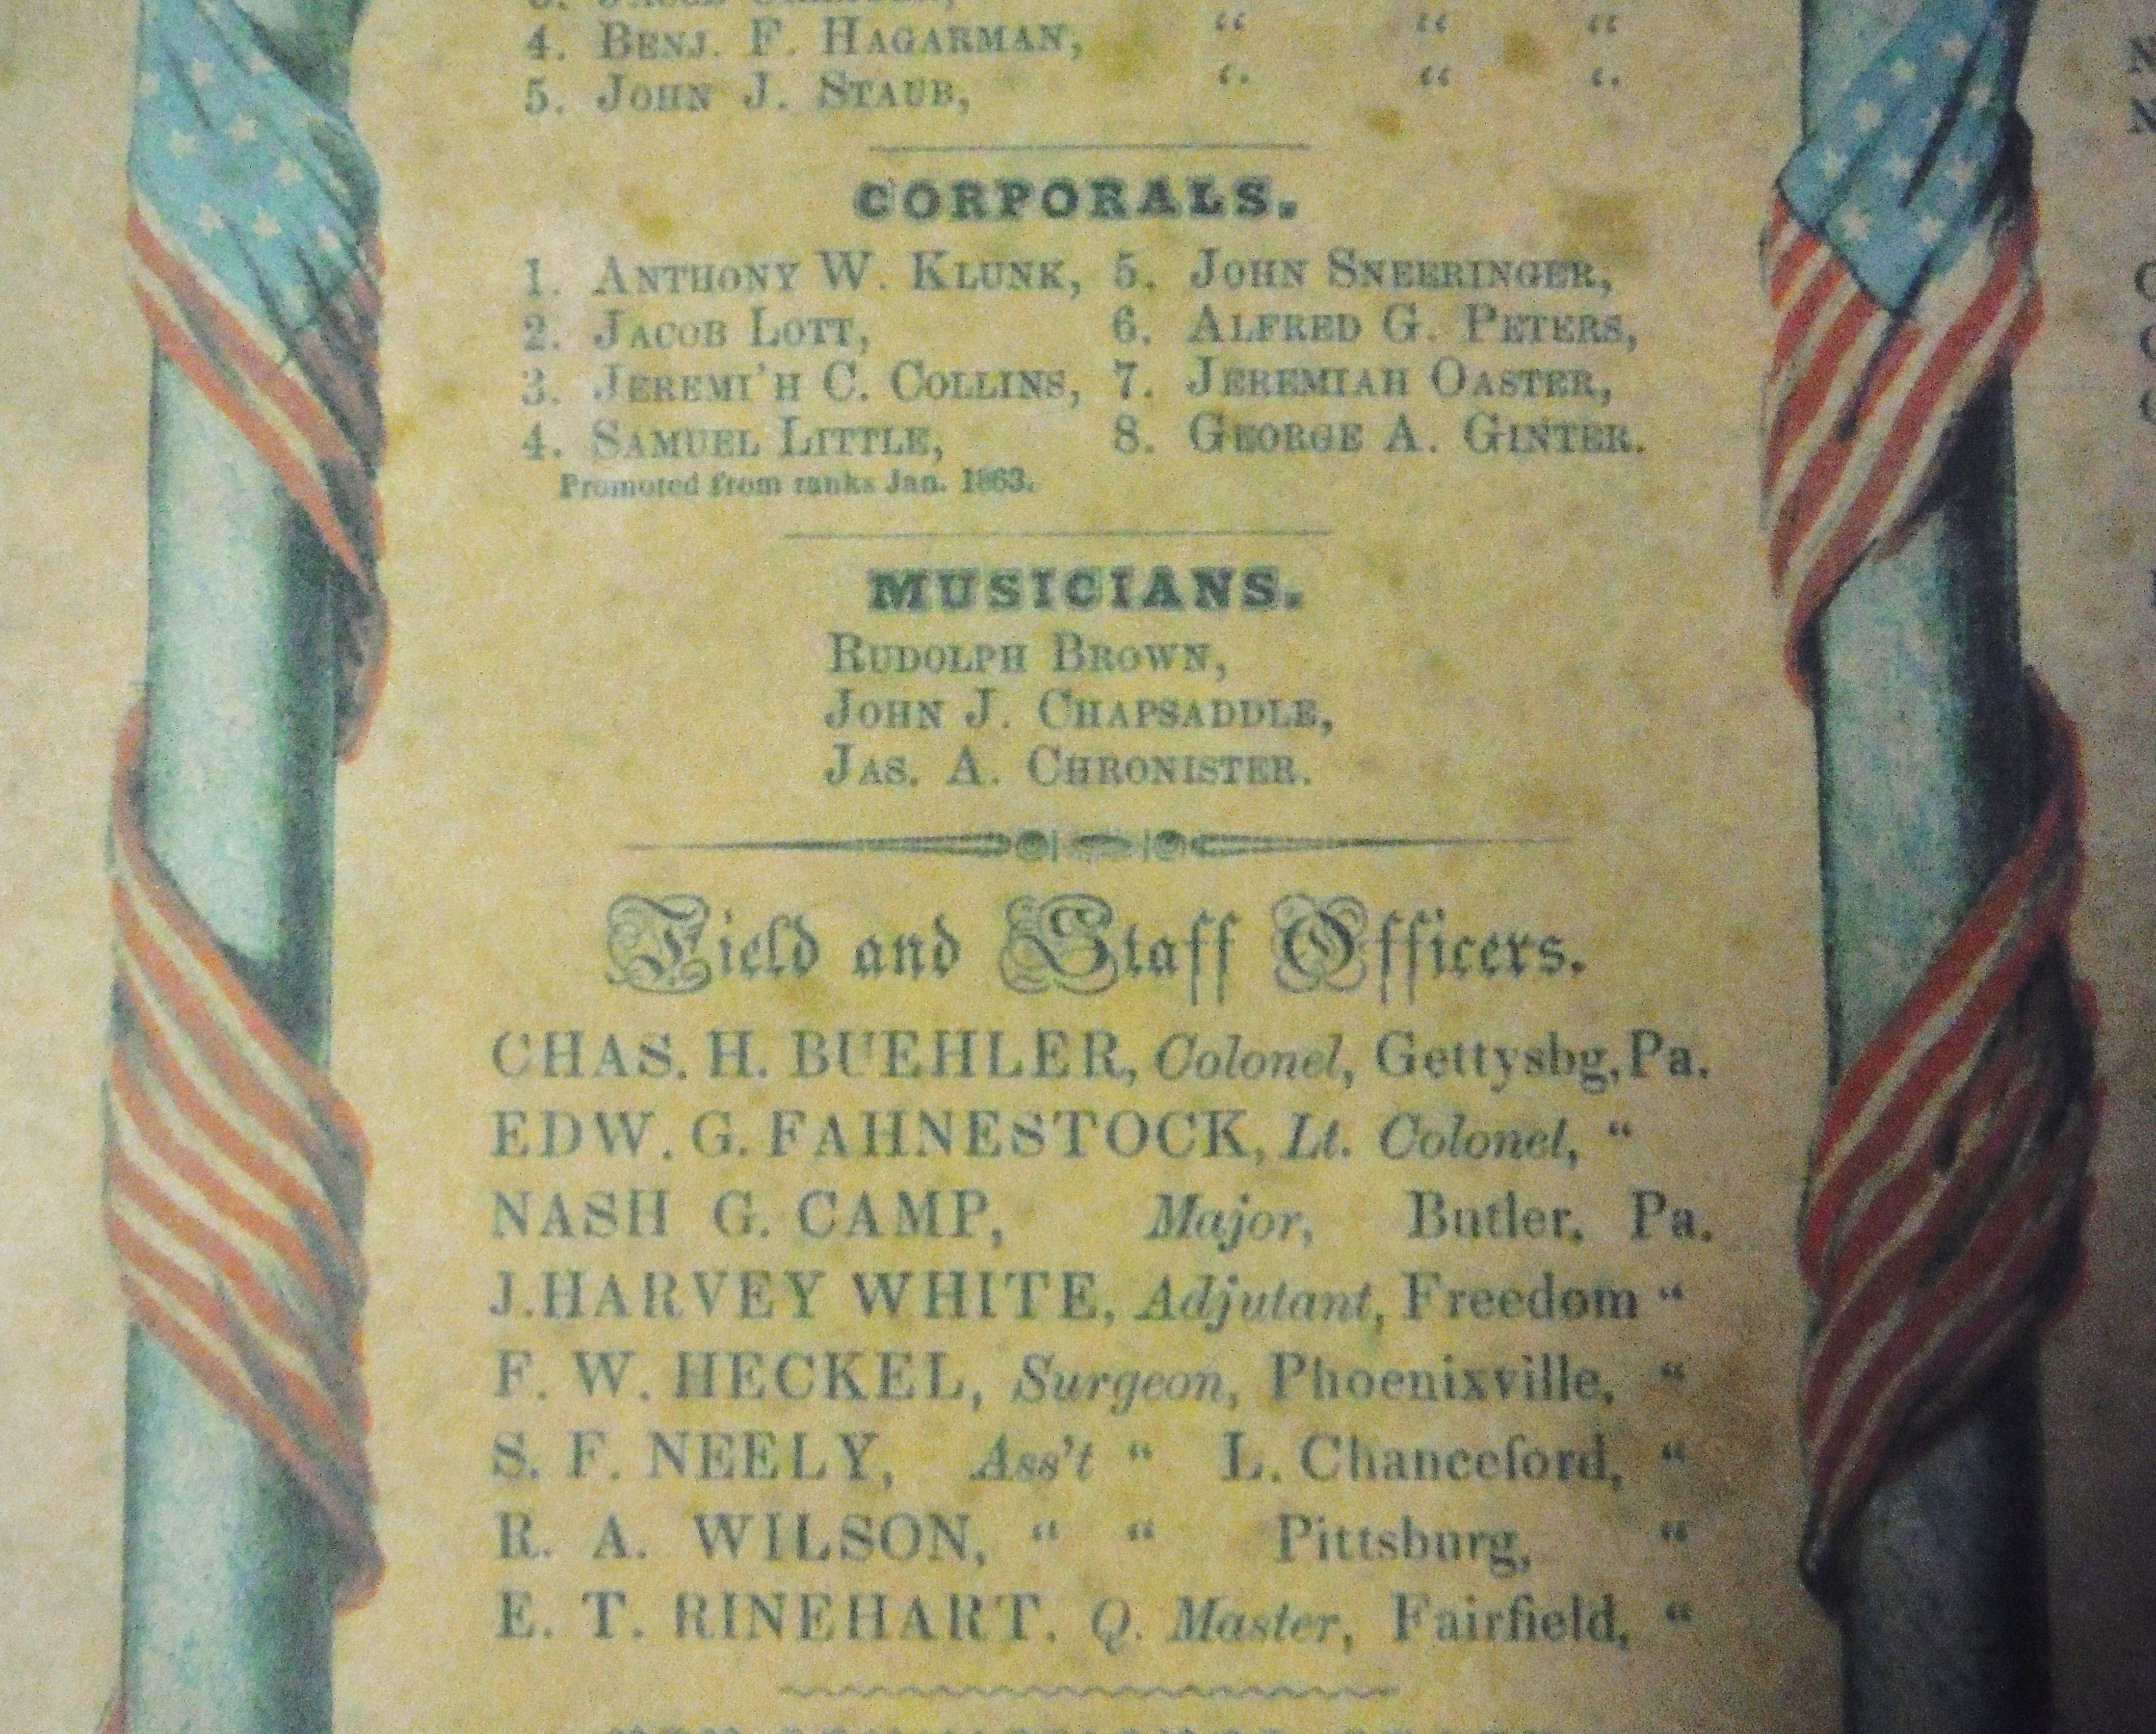 4. BENJ. F. HAGARMAN, “ “ “
5. JOHN J. STAUB, “ “ “
CORPORALS.
1. ANTHONY W. KLUNK, 5. JOHN SNEERINGER,
2. JACOB LOTT, 6. ALFRED G. PETERS,
3. JEREMI'H C. COLLINS, 7. JEREMIAH OASTER,
4. SAMUEL LITTLE, 8. GEORGE A. GINTER.
Promoted from ranks Jan. 1863.
MUSICIANS.
RUDOLPH BROWN,
JOHN J. CHAPSADDLE,
JAS. A. CHRONISTER.
Field and Staff Officers.
CHAS. H. BUEHLER, Colonel, Gettysbg, Pa.
EDW. G. FAHNESTOCK, Lt. Colonel, “
NASH G. CAMP, Major, Butler, Pa.
J. HARVEY WHITE, Adjutant, Freedom “
F. W. HECKEL, Surgeon, Phoenixville, “
S. F. NEELY, Ass't “ L. Chanceford, “
R. A. WILSON, “ “ Pittsburg, “
E. T. RINEHART. Q. Master, Fairfield, “